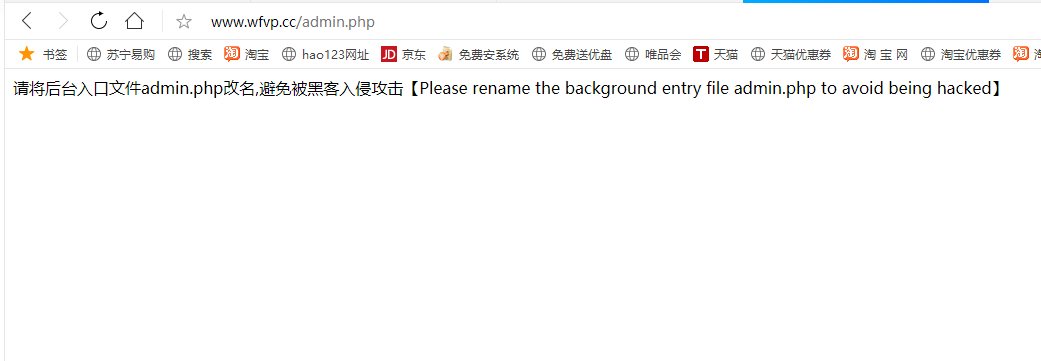 www.wfvp.cc/admin.php
书签 苏宁易购 搜索 淘宝 hao123网址 京东 免费安系统 免费送优盘 唯品会 天猫 天猫优惠券 淘 宝 网 淘宝优惠券
请将后台入口文件admin.php改名,避免被黑客入侵攻击【Please rename the background entry file admin.php to avoid being hacked】